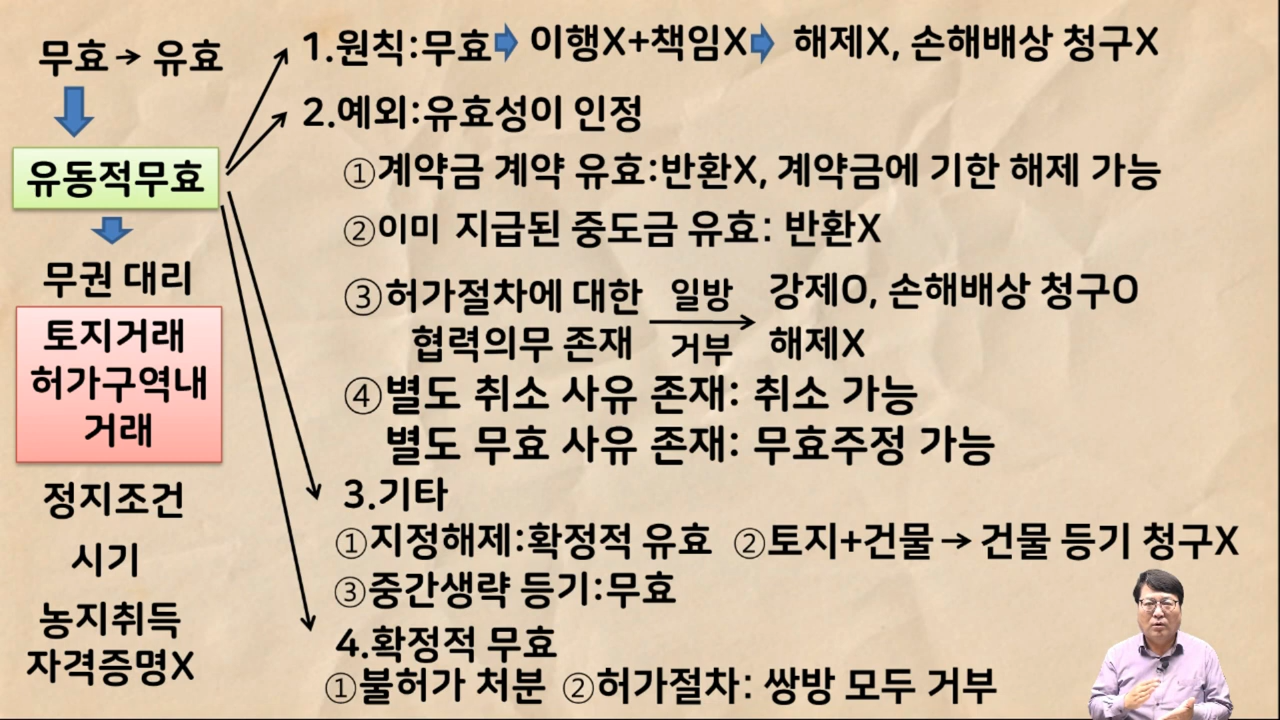 무효 → 유효
유동적무효
무권 대리
토지거래
허가구역내
거래
정지조건
시기
농지취득
자격증명X
1.원칙:무효 이행X+책임X 해제X, 손해배상 청구X
2.예외:유효성이 인정
①계약금 계약 유효:반환X, 계약금에 기한 해제 가능
②이미 지급된 중도금 유효: 반환X
③허가절차에 대한 일방 강제O, 손해배상 청구O
협력의무 존재 거부 해제X
④별도 취소 사유 존재: 취소 가능
별도 무효 사유 존재: 무효주정 가능
3.기타
①지정해제:확정적 유효 ②토지+건물 → 건물 등기 청구X
③중간생략 등기:무효
4.확정적 무효
①불허가 처분 ②허가절차: 쌍방 모두 거부